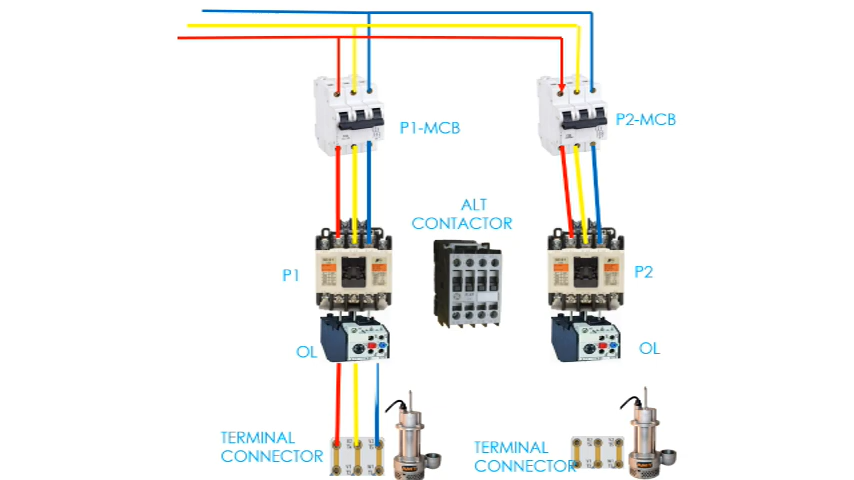 P1-MCB
P2-MCB
ALT
CONTACTOR
P1
P2
OL
OL
TERMINAL
CONNECTOR
TERMINAL
CONNECTOR